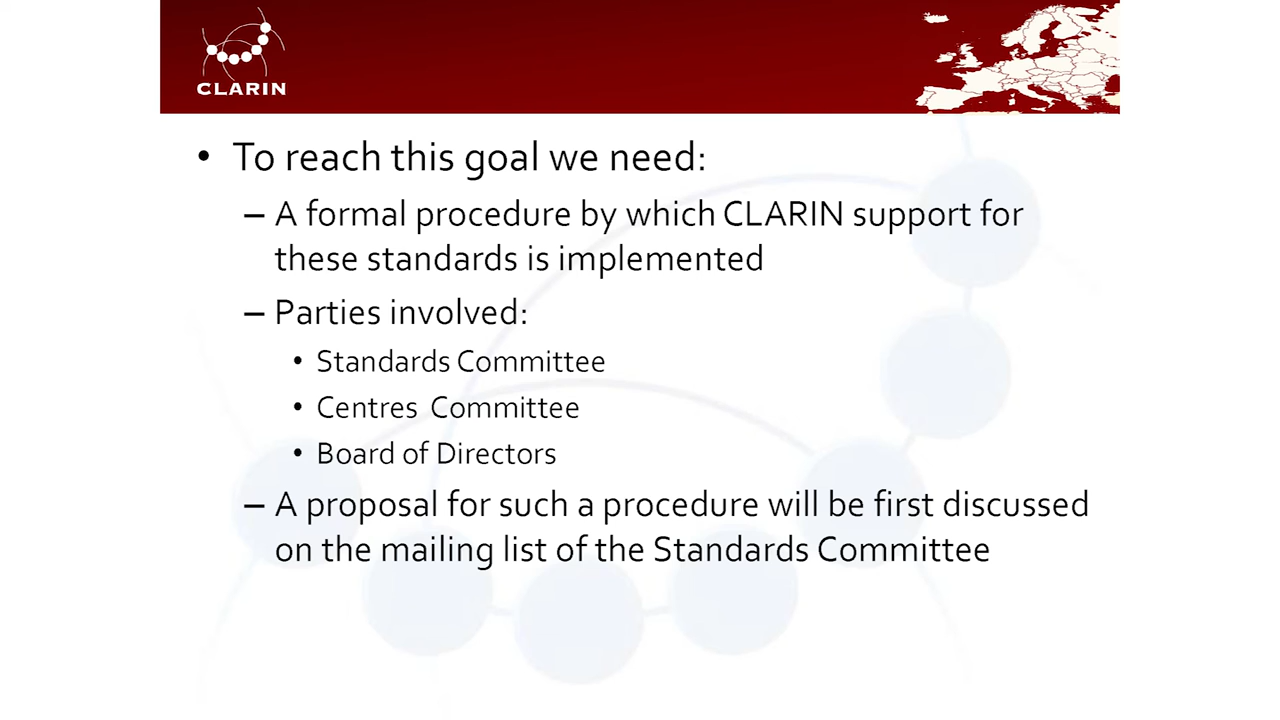 CLARIN
• To reach this goal we need:
– A formal procedure by which CLARIN support for
these standards is implemented
– Parties involved:
• Standards Committee
• Centres Committee
• Board of Directors
– A proposal for such a procedure will be first discussed
on the mailing list of the Standards Committee